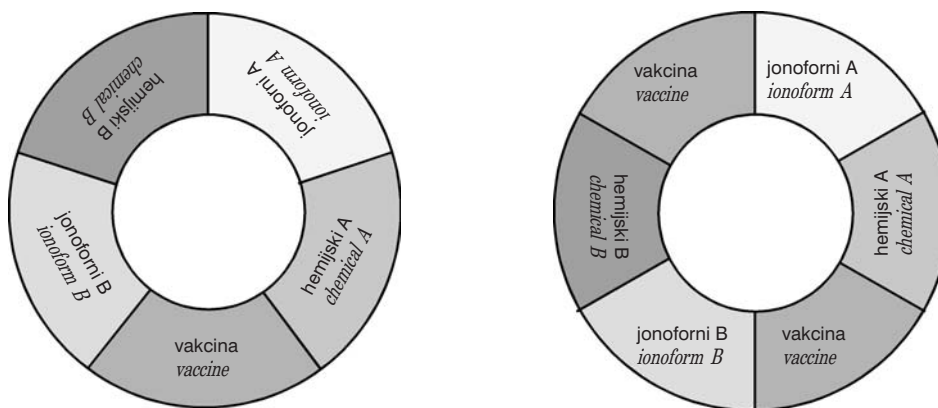 hemijski B
chemical B
jonoforni A
ionoform A
hemijski A
chemical A
vakcina
vaccine
jonoforni B
ionoform B
vakcina
vaccine
jonoforni A
ionoform A
hemijski A
chemical A
vakcina
vaccine
jonoforni B
ionoform B
hemijski B
chemical B